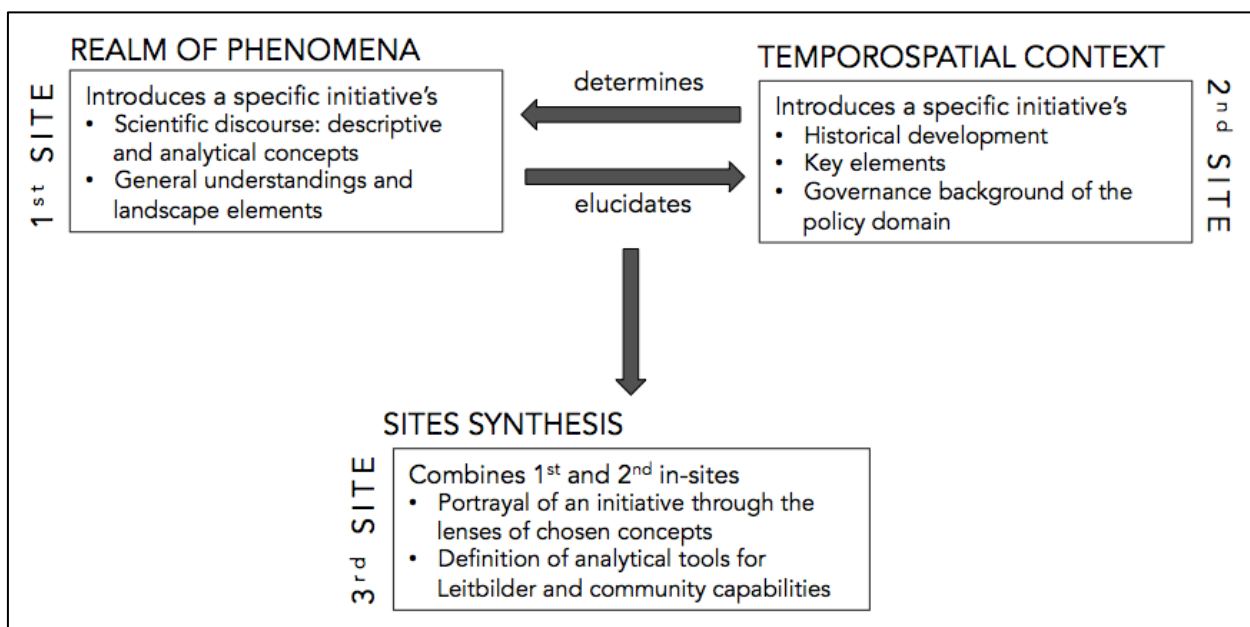 REALM OF PHENOMENA
1st SITE
Introduces a specific initiative's
• Scientific discourse: descriptive
and analytical concepts
• General understandings and
landscape elements
determines
elucidates
TEMPOROSPATIAL CONTEXT
Introduces a specific initiative's
• Historical development
• Key elements
• Governance background of the
policy domain
2nd SITE
SITES SYNTHESIS
3rd SITE
Combines 1st and 2nd in-sites
• Portrayal of an initiative through the
lenses of chosen concepts
• Definition of analytical tools for
Leitbilder and community capabilities